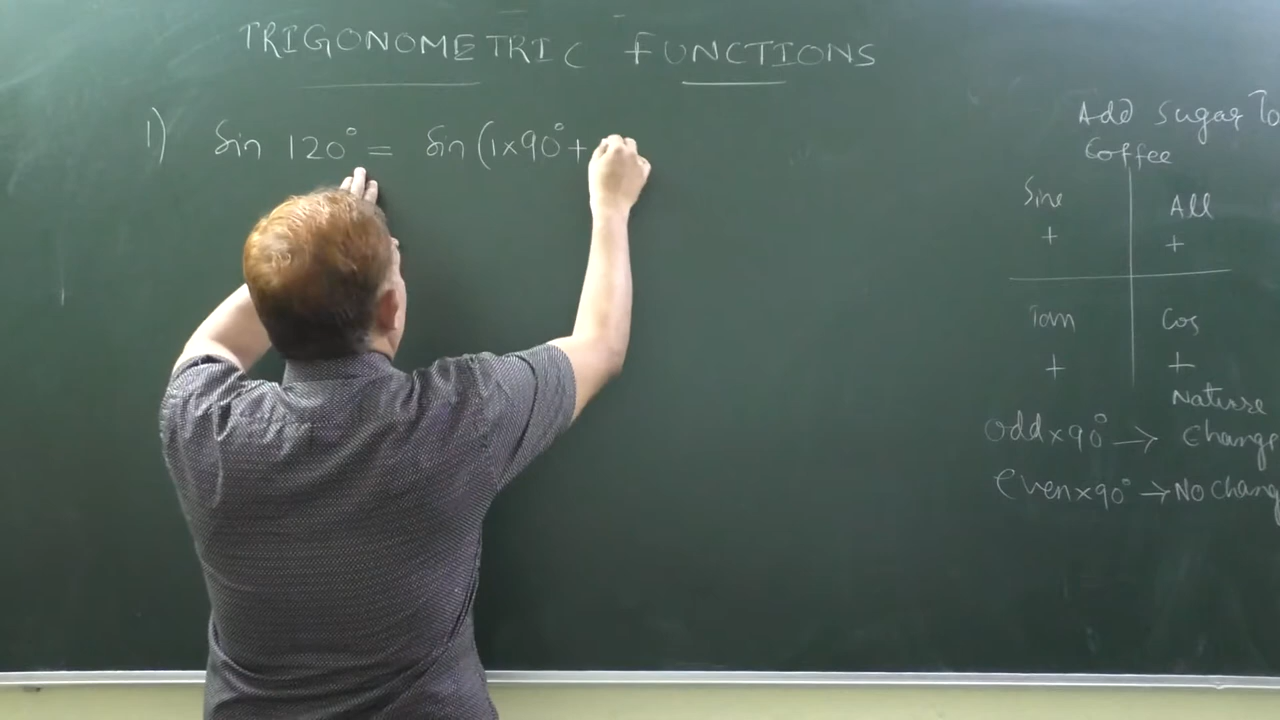 TRIGONOMETRIC FUNCTIONS
1) Sin 120° = Sin (1×90°+
Add Sugar To
Coffee
Sine All
+ +
Tan Cos
+ +
Nature
odd×90° → Change
Even×90° → No Chang